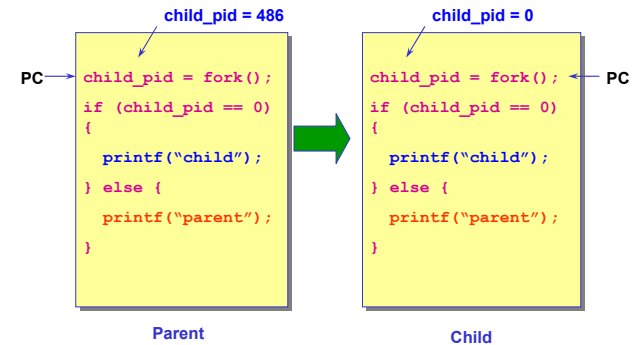 child_pid = 486
PC
child_pid = fork();
if (child_pid == 0)
{
printf(“child”);
} else {
printf(“parent”);
}
Parent
child_pid = 0
PC
child_pid = fork();
if (child_pid == 0)
{
printf(“child”);
} else {
printf(“parent”);
}
Child